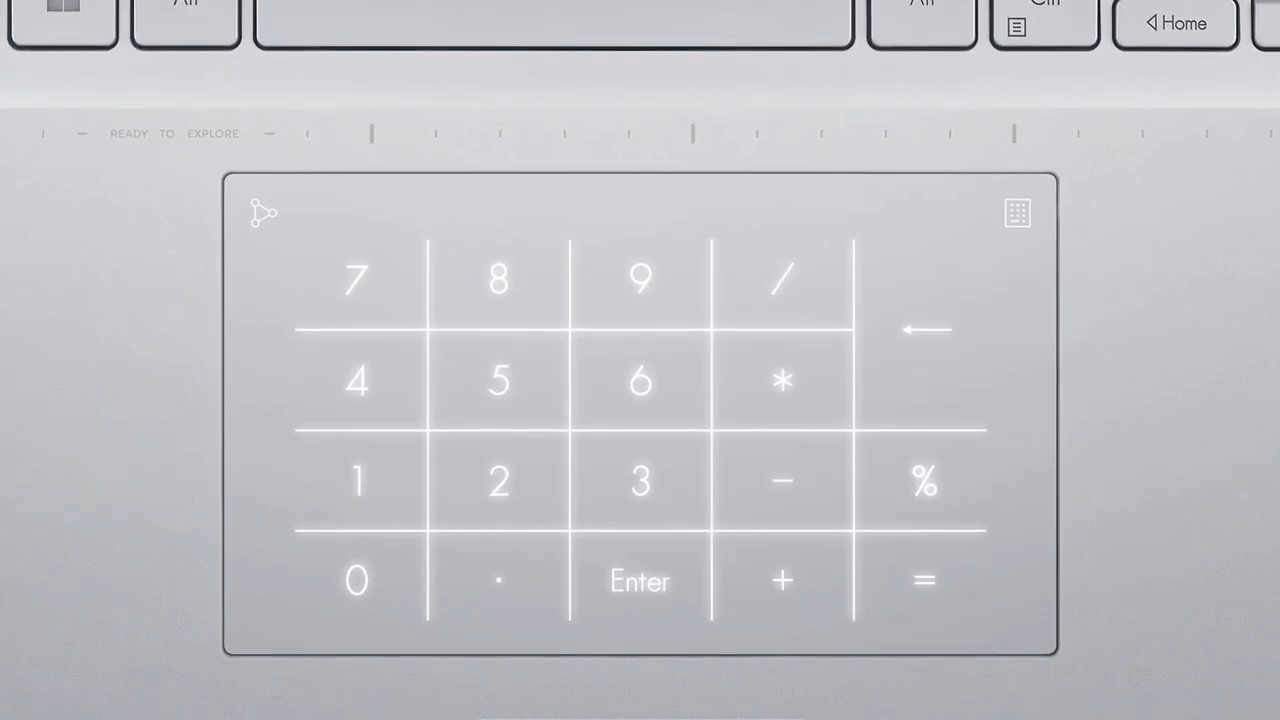 Alt
Alt
Ctrl
Home
READY TO EXPLORE
7 8 9 /
←
4 5 6 *
1 2 3 − %
0 . Enter + =